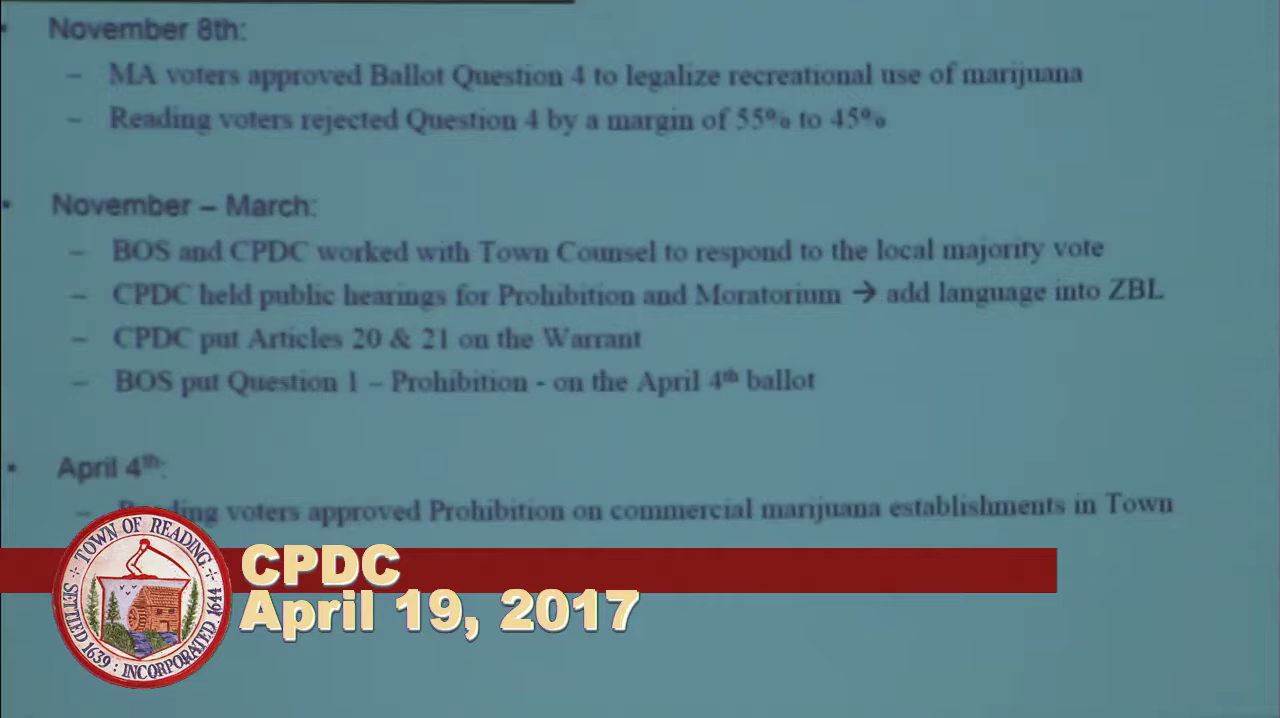 • November 8th:
– MA voters approved Ballot Question 4 to legalize recreational use of marijuana
– Reading voters rejected Question 4 by a margin of 55% to 45%
• November – March:
– BOS and CPDC worked with Town Counsel to respond to the local majority vote
– CPDC held public hearings for Prohibition and Moratorium → add language into ZBL
– CPDC put Articles 20 & 21 on the Warrant
– BOS put Question 1 – Prohibition - on the April 4th ballot
• April 4th:
– Reading voters approved Prohibition on commercial marijuana establishments in Town
TOWN OF READING
SETTLED 1639 : INCORPORATED 1644
CPDC
April 19, 2017